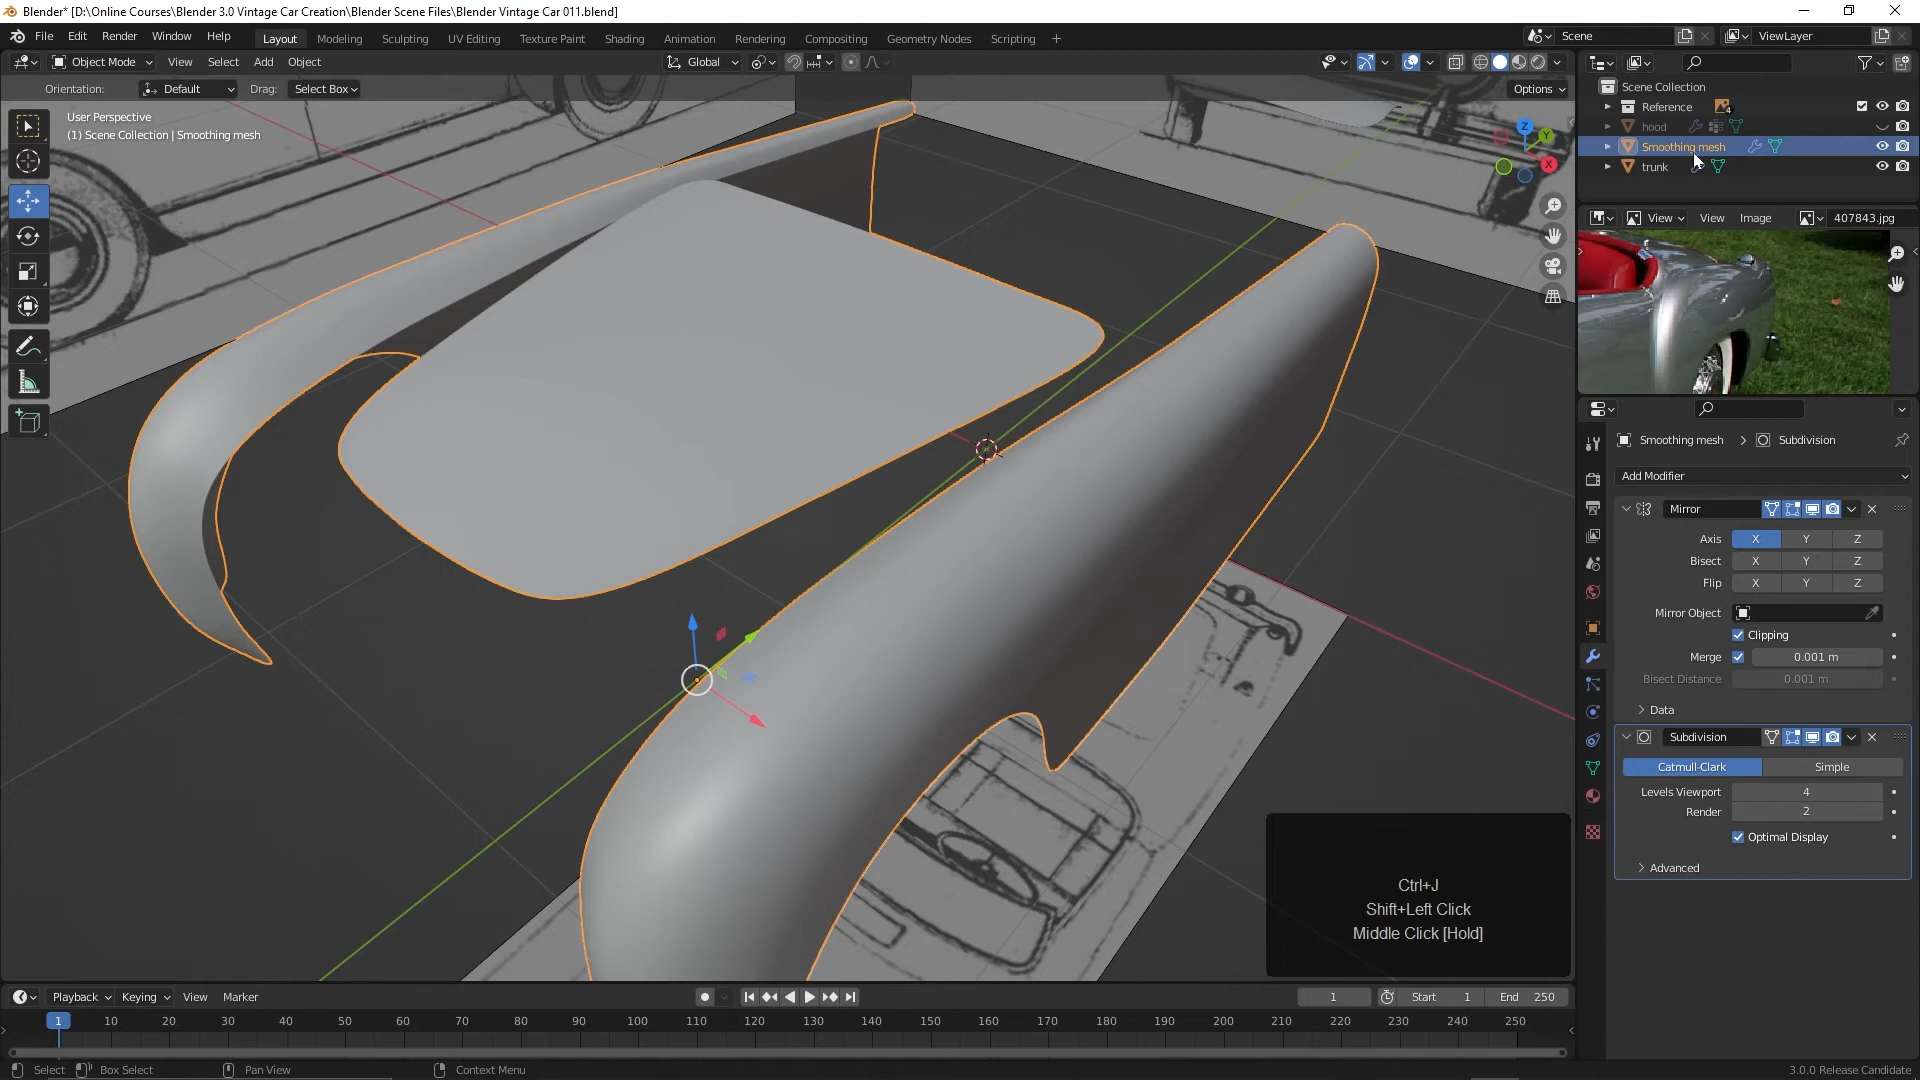 Blender* [D:\Online Courses\Blender 3.0 Vintage Car Creation\Blender Scene Files\Blender Vintage Car 011.blend]
File Edit Render Window Help Layout Modeling Sculpting UV Editing Texture Paint Shading Animation Rendering Compositing Geometry Nodes Scripting + Scene ViewLayer
Object Mode View Select Add Object Global
Orientation: Default Drag: Select Box Options
User Perspective
(1) Scene Collection | Smoothing mesh
Z
Y
X
Scene Collection
Reference 4
hood
Smoothing mesh
trunk
View View Image 407843.jpg
Smoothing mesh > Subdivision
Add Modifier
Mirror
Axis X Y Z
Bisect X Y Z
Flip X Y Z
Mirror Object
Clipping
Merge 0.001 m
Bisect Distance 0.001 m
Data
Subdivision
Catmull-Clark Simple
Levels Viewport 4
Render 2
Optimal Display
Advanced
Ctrl+J
Shift+Left Click
Middle Click [Hold]
Playback Keying View Marker 1 Start 1 End 250
1 10 20 30 40 50 60 70 80 90 100 110 120 130 140 150 160 170 180 190 200 210 220 230 240 250
Select Box Select Pan View Context Menu 3.0.0 Release Candidate